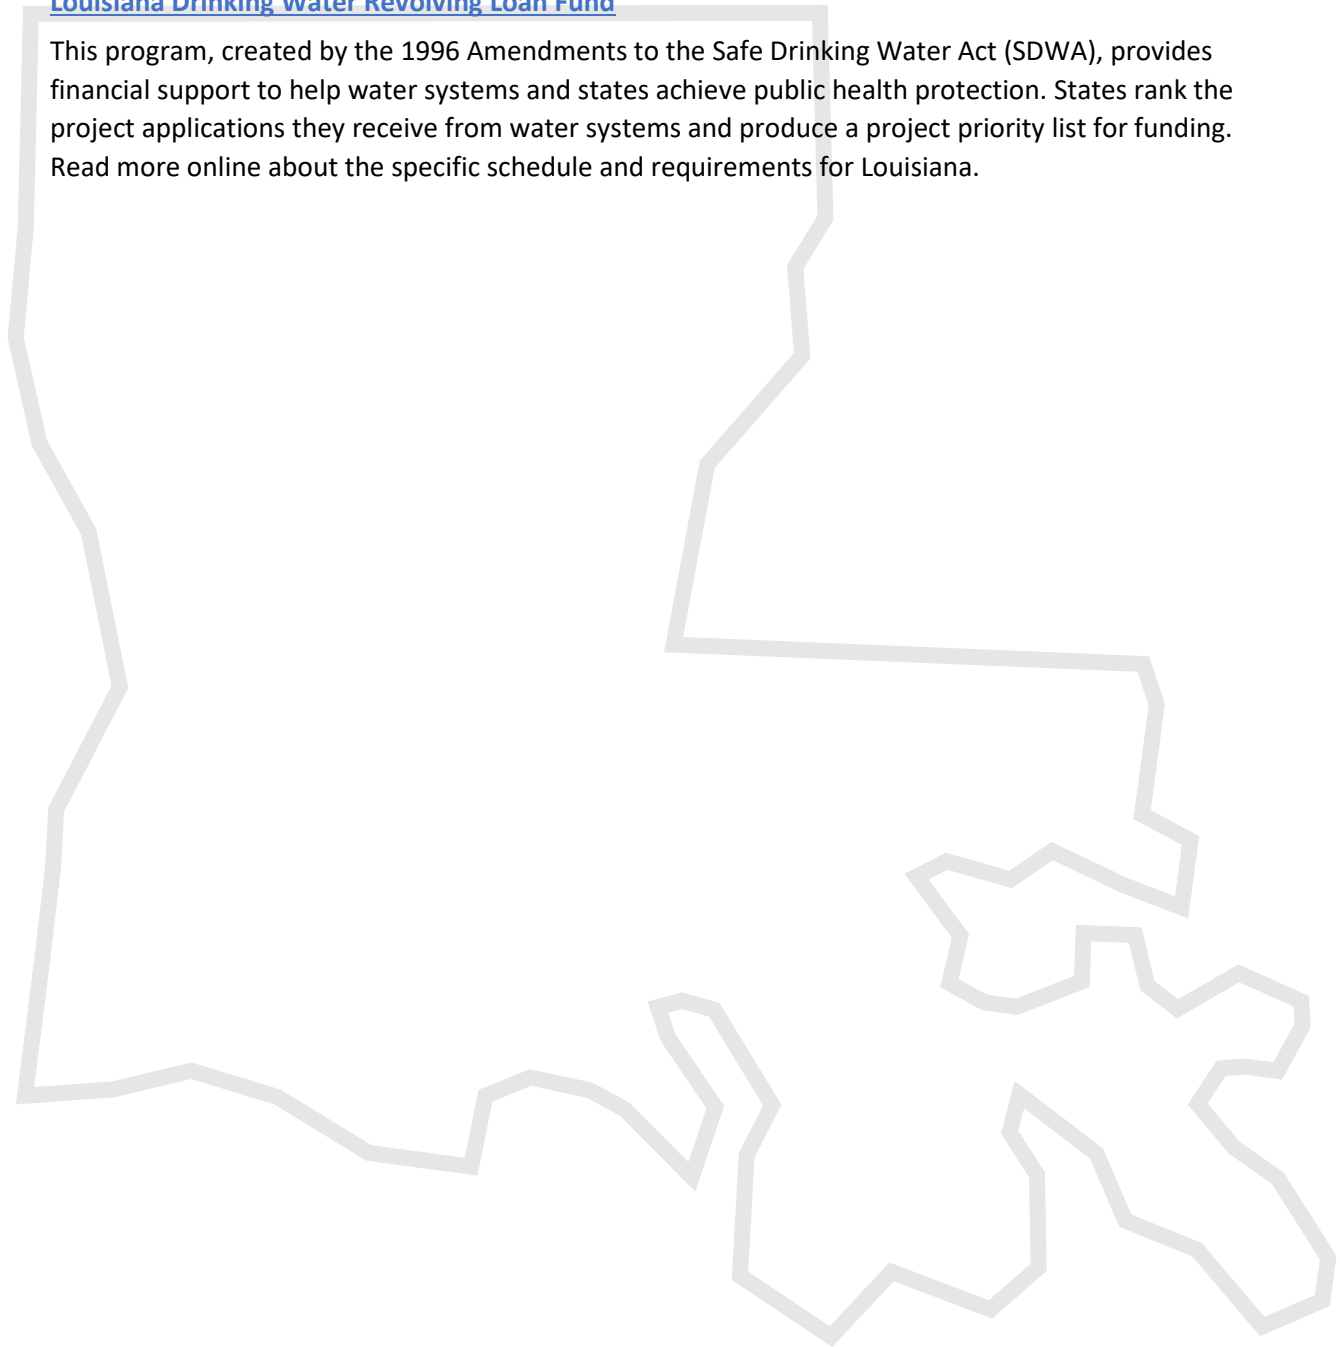 Louisiana Drinking Water Revolving Loan Fund
This program, created by the 1996 Amendments to the Safe Drinking Water Act (SDWA), provides
financial support to help water systems and states achieve public health protection. States rank the
project applications they receive from water systems and produce a project priority list for funding.
Read more online about the specific schedule and requirements for Louisiana.